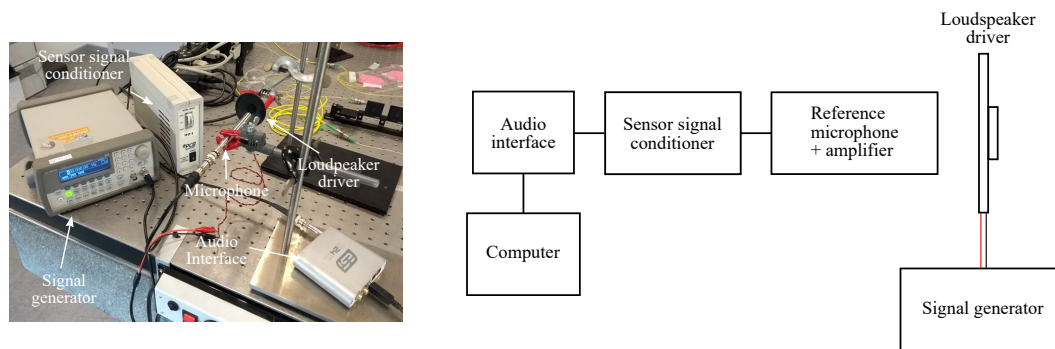 Sensor signal
conditioner
Loudspeaker
driver
Microphone
Audio
Interface
Signal
generator
Loudspeaker
driver
Audio
interface
Sensor signal
conditioner
Reference
microphone
+ amplifier
Computer
Signal generator